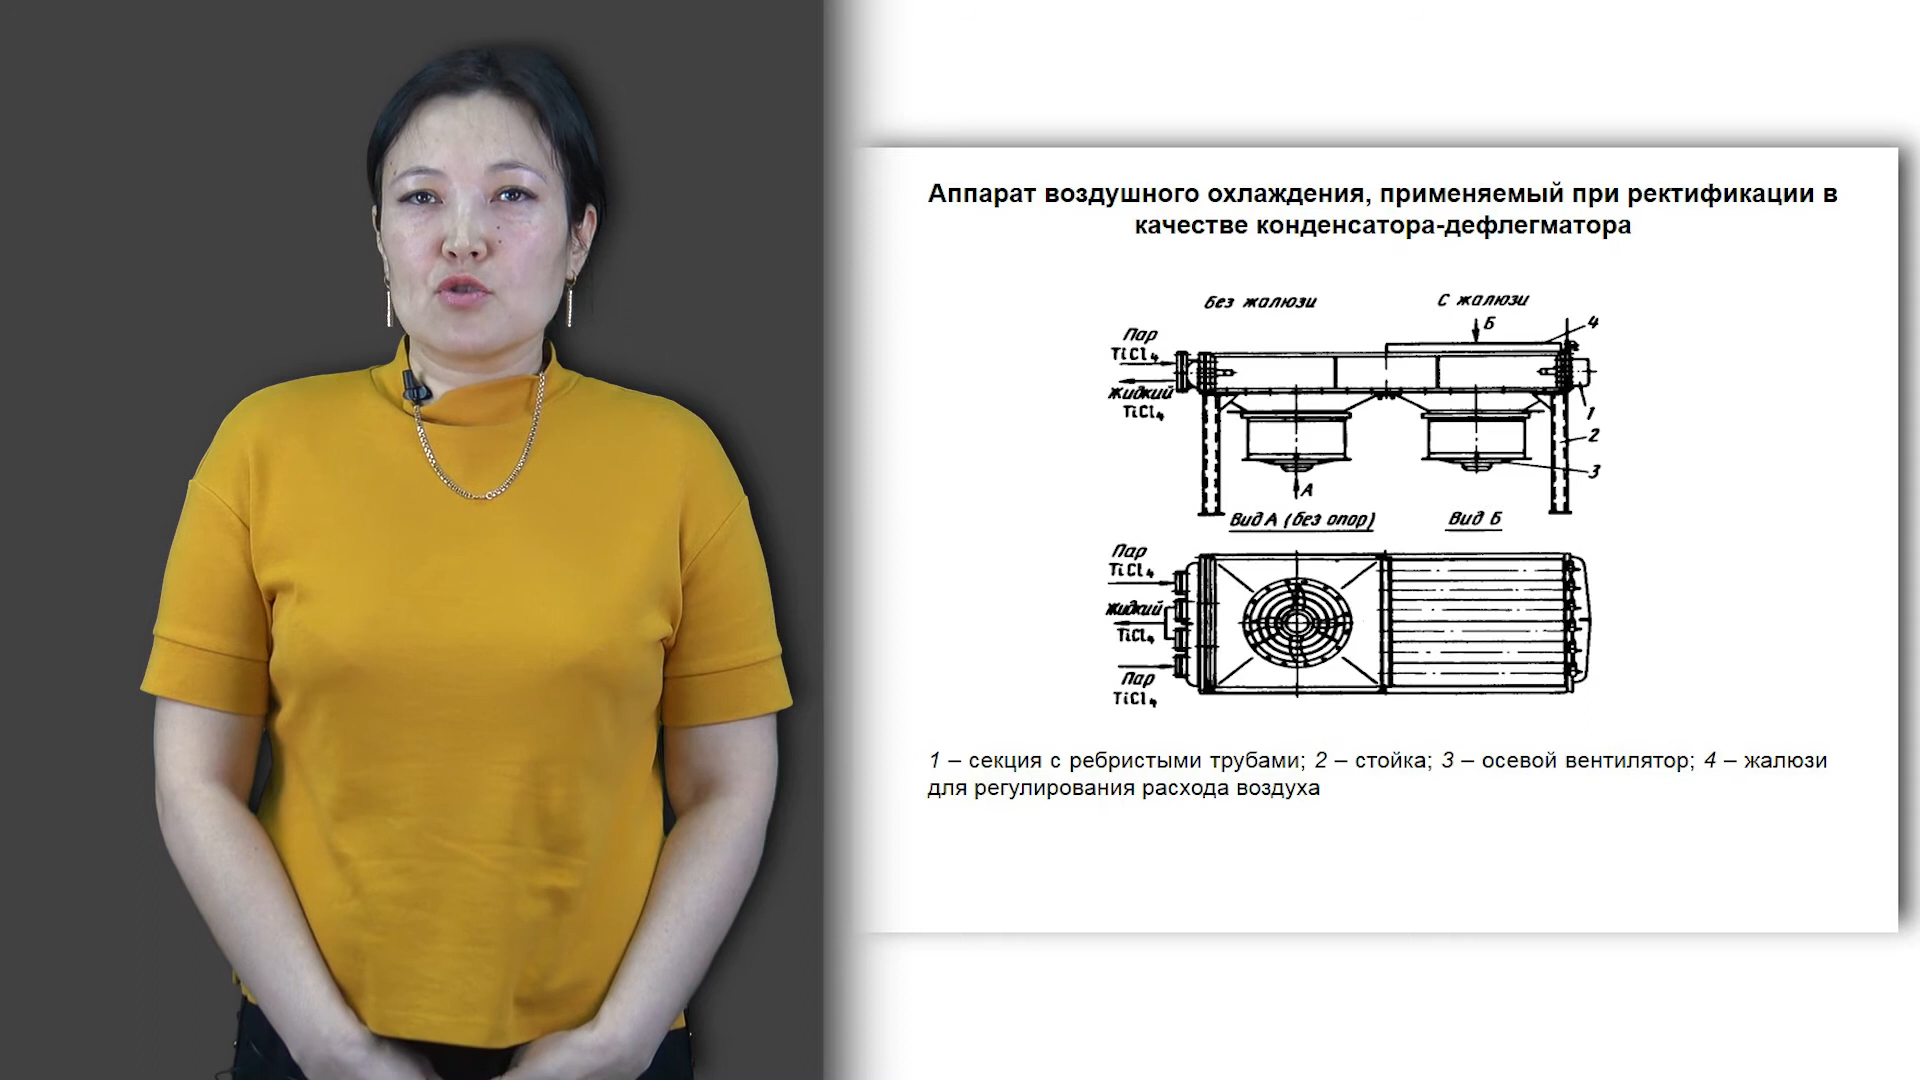 Аппарат воздушного охлаждения, применяемый при ректификации в
качестве конденсатора-дефлегматора
Без жалюзи
С жалюзи
Б
4
Пар
TiCl₄
Жидкий
TiCl₄
1
2
3
А
Вид А (без опор)
Вид Б
Пар
TiCl₄
Жидкий
TiCl₄
Пар
TiCl₄
1 – секция с ребристыми трубами; 2 – стойка; 3 – осевой вентилятор; 4 – жалюзи
для регулирования расхода воздуха